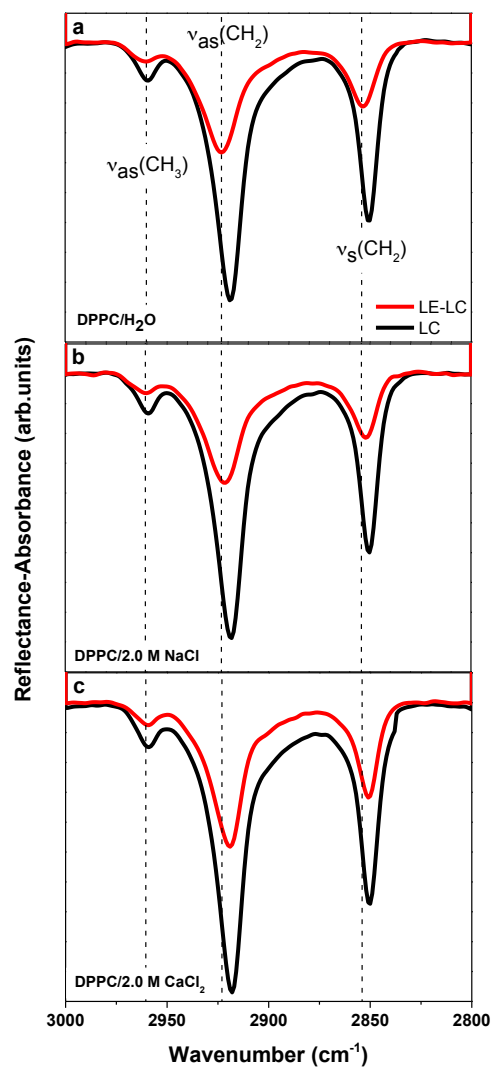 a
νas(CH2)
νas(CH3)
νs(CH2)
LE-LC
LC
DPPC/H2O
b
DPPC/2.0 M NaCl
c
DPPC/2.0 M CaCl2
3000 2950 2900 2850 2800
Wavenumber (cm-1)
Reflectance-Absorbance (arb.units)